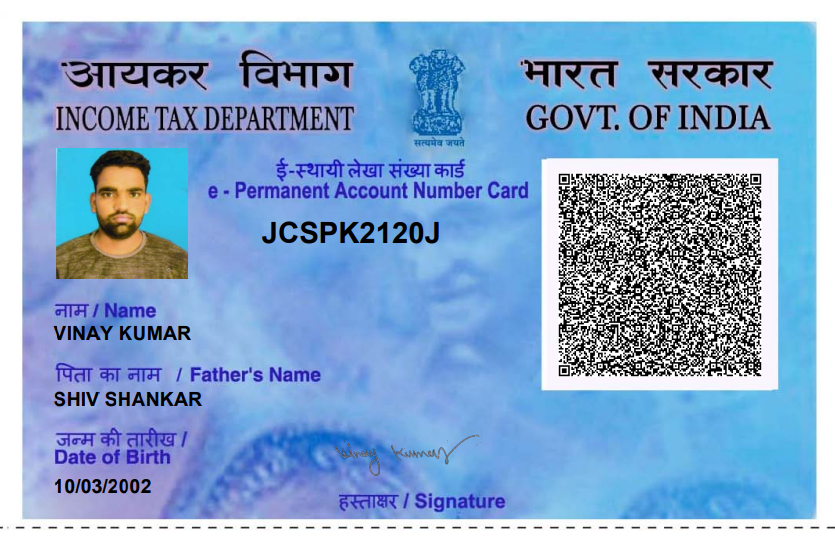 आयकर विभाग
INCOME TAX DEPARTMENT
सत्यमेव जयते
भारत सरकार
GOVT. OF INDIA
ई-स्थायी लेखा संख्या कार्ड
e - Permanent Account Number Card
JCSPK2120J
नाम / Name
VINAY KUMAR
पिता का नाम / Father's Name
SHIV SHANKAR
जन्म की तारीख /
Date of Birth
10/03/2002
vinay kumar
हस्ताक्षर / Signature